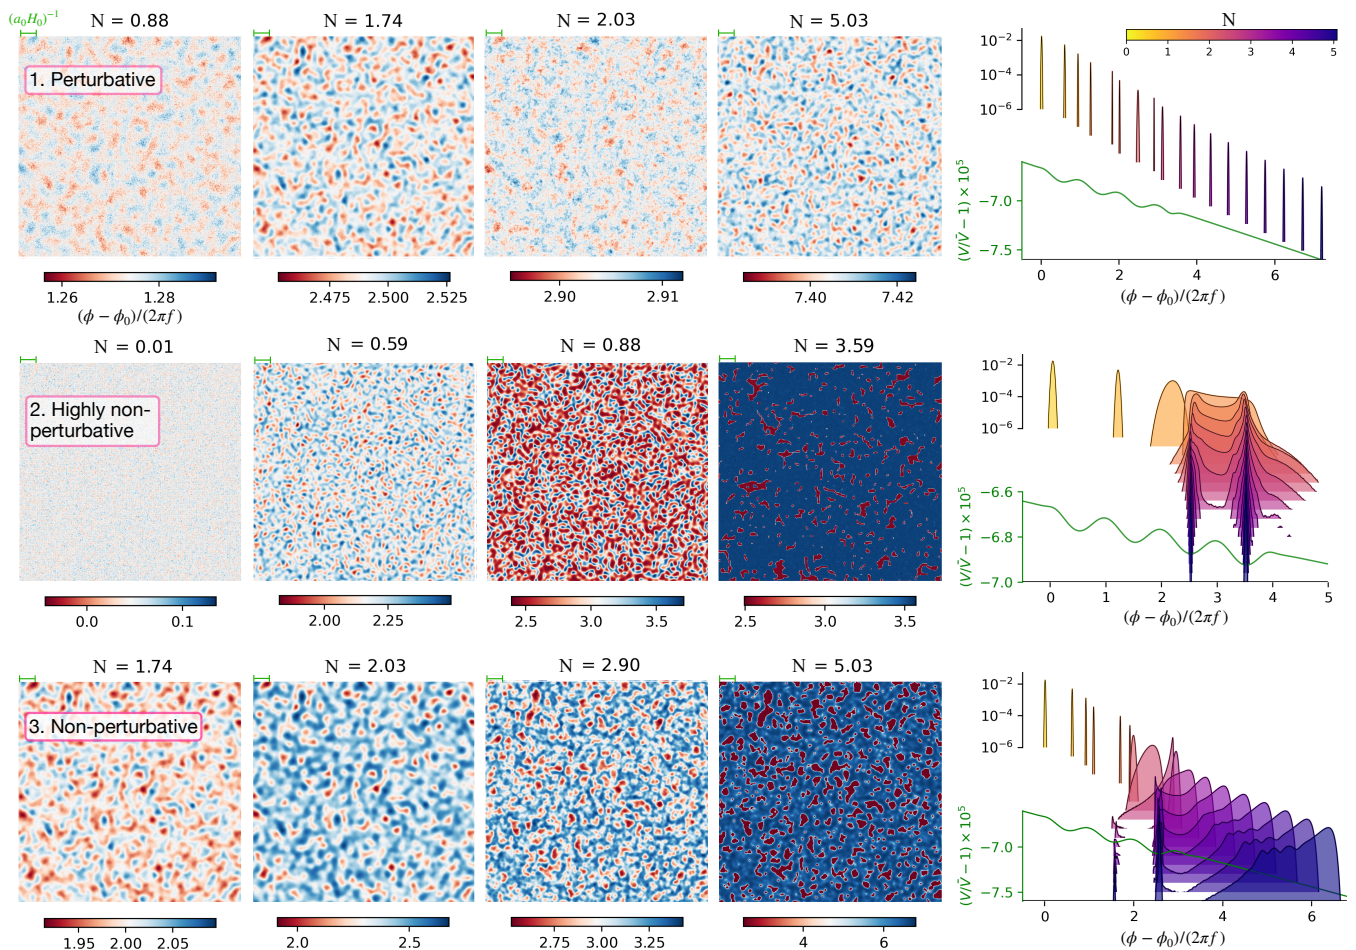 (a₀H₀)⁻¹
N = 0.88
N = 1.74
N = 2.03
N = 5.03
N
1. Perturbative
0 1 2 3 4 5
10⁻²
10⁻⁴
10⁻⁶
(V/V̄ − 1) × 10⁵
−7.0
−7.5
0 2 4 6
(ϕ − ϕ₀)/(2πf)
1.26 1.28
(ϕ − ϕ₀)/(2πf)
2.475 2.500 2.525
2.90 2.91
7.40 7.42
N = 0.01
N = 0.59
N = 0.88
N = 3.59
2. Highly non-
perturbative
10⁻²
10⁻⁴
10⁻⁶
(V/V̄ − 1) × 10⁵
−6.6
−6.8
−7.0
0 1 2 3 4 5
(ϕ − ϕ₀)/(2πf)
0.0 0.1
2.00 2.25
2.5 3.0 3.5
2.5 3.0 3.5
N = 1.74
N = 2.03
N = 2.90
N = 5.03
3. Non-perturbative
10⁻²
10⁻⁴
10⁻⁶
(V/V̄ − 1) × 10⁵
−7.0
−7.5
0 2 4 6
(ϕ − ϕ₀)/(2πf)
1.95 2.00 2.05
2.0 2.5
2.75 3.00 3.25
4 6